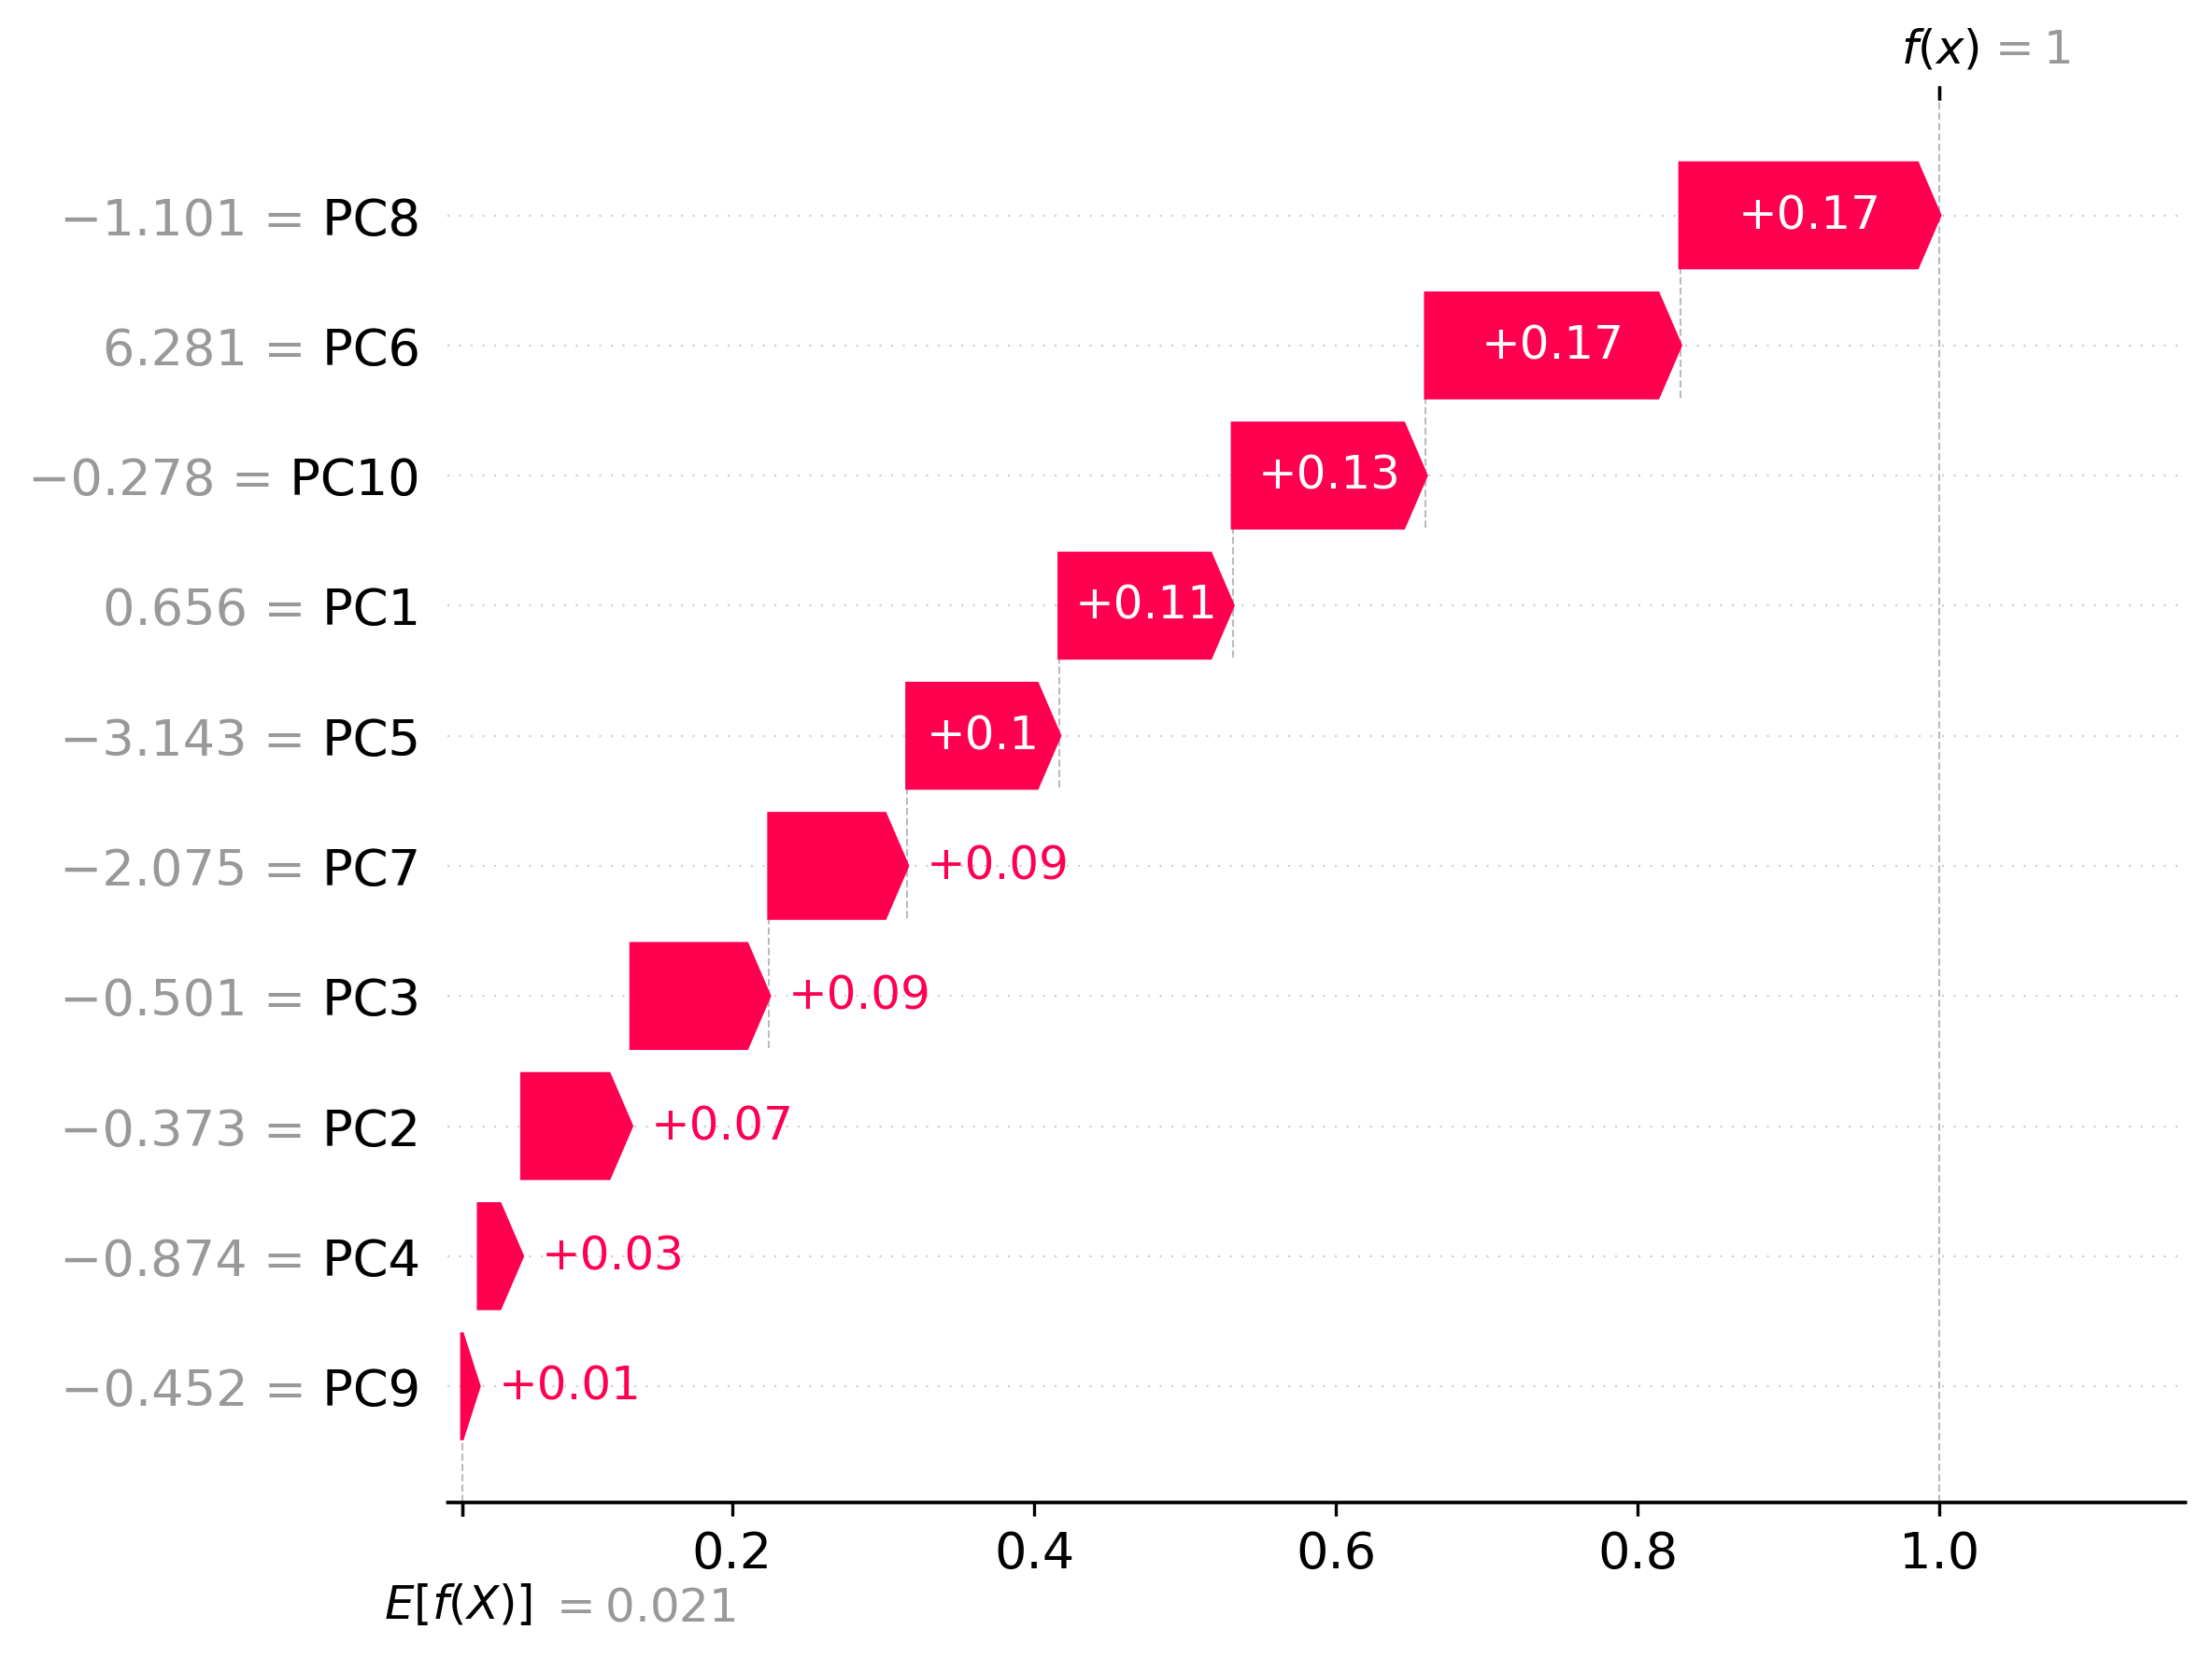 f(x) = 1
−1.101 = PC8
+0.17
6.281 = PC6
+0.17
−0.278 = PC10
+0.13
0.656 = PC1
+0.11
−3.143 = PC5
+0.1
−2.075 = PC7
+0.09
−0.501 = PC3
+0.09
−0.373 = PC2
+0.07
−0.874 = PC4
+0.03
−0.452 = PC9
+0.01
0.2 0.4 0.6 0.8 1.0
E[f(X)] = 0.021